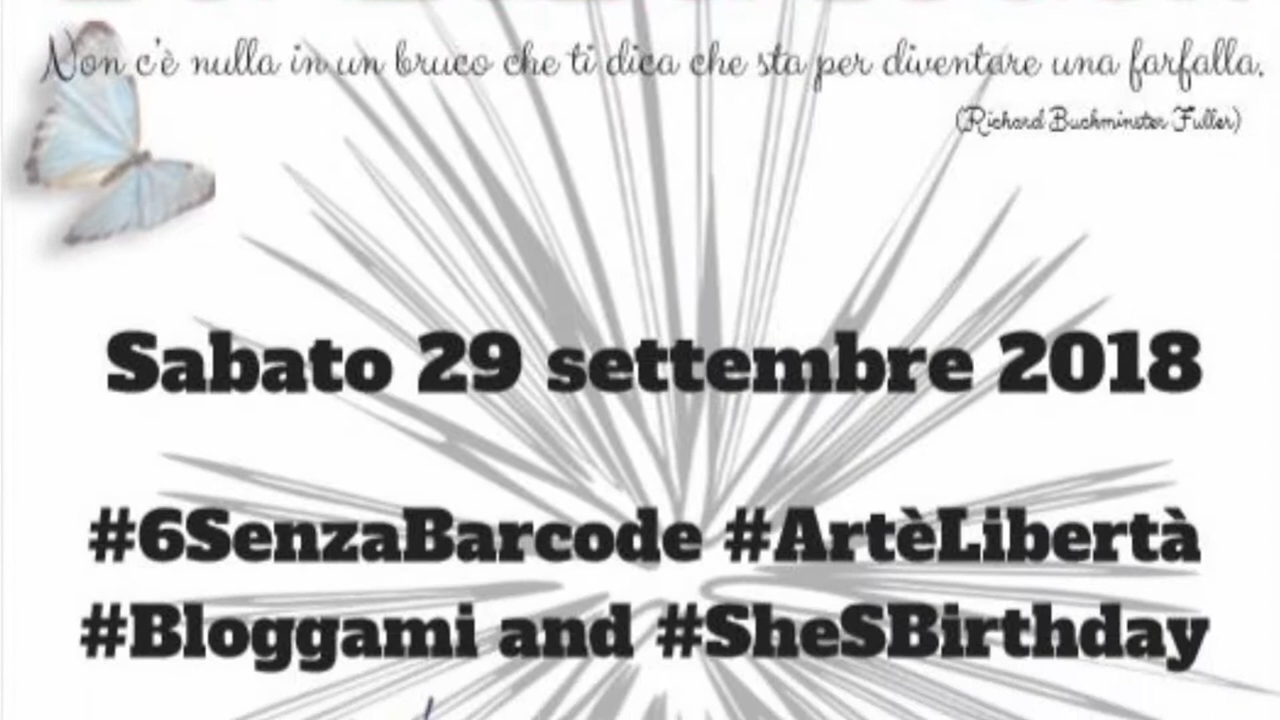 Non c'è nulla in un bruco che ti dica che sta per diventare una farfalla.
(Richard Buckminster Fuller)
Sabato 29 settembre 2018
#6SenzaBarcode #ArtèLibertà
#Bloggami and #SheSBirthday